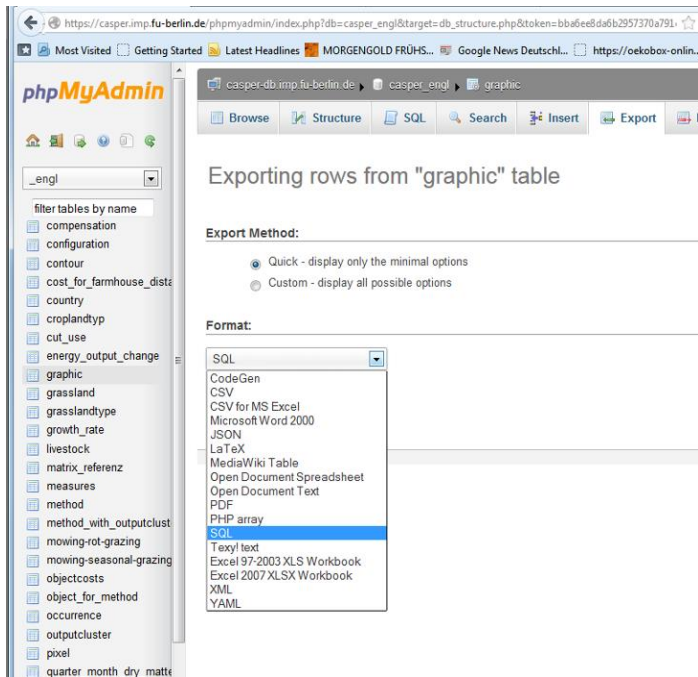 https://casper.imp.fu-berlin.de/phpmyadmin/index.php?db=casper_engl&target=db_structure.php&token=bba6ee8da6b2957370a791
Most Visited Getting Started Latest Headlines MORGENGOLD FRÜHS... Google News Deutschl... https://oekobox-onlin...
phpMyAdmin
casper-db.imp.fu-berlin.de casper_engl graphic
Browse Structure SQL Search Insert Export
_engl
filter tables by name
compensation
configuration
contour
cost_for_farmhouse_dista
country
croplandtyp
cut_use
energy_output_change
graphic
grassland
grasslandtype
growth_rate
livestock
matrix_referenz
measures
method
method_with_outputclust
mowing-rot-grazing
mowing-seasonal-grazing
objectcosts
object_for_method
occurrence
outputcluster
pixel
quarter_month_dry_matte
Exporting rows from "graphic" table
Export Method:
Quick - display only the minimal options
Custom - display all possible options
Format:
SQL
CodeGen
CSV
CSV for MS Excel
Microsoft Word 2000
JSON
LaTeX
MediaWiki Table
Open Document Spreadsheet
Open Document Text
PDF
PHP array
SQL
Texy! text
Excel 97-2003 XLS Workbook
Excel 2007 XLSX Workbook
XML
YAML